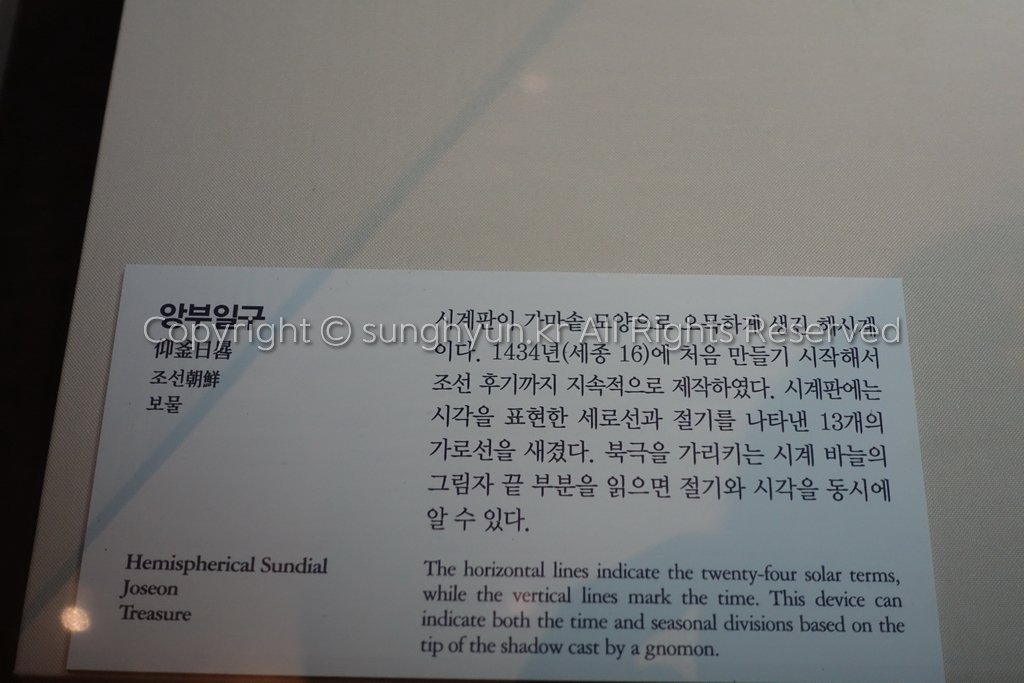 앙부일구
仰釜日晷
조선朝鮮
보물
시계판이 가마솥 모양으로 오목하게 생긴 해시계
이다. 1434년(세종 16)에 처음 만들기 시작해서
조선 후기까지 지속적으로 제작하였다. 시계판에는
시각을 표현한 세로선과 절기를 나타낸 13개의
가로선을 새겼다. 북극을 가리키는 시계 바늘의
그림자 끝 부분을 읽으면 절기와 시각을 동시에
알 수 있다.
Hemispherical Sundial
Joseon
Treasure
The horizontal lines indicate the twenty-four solar terms,
while the vertical lines mark the time. This device can
indicate both the time and seasonal divisions based on the
tip of the shadow cast by a gnomon.
Copyright © sunghyun.kr All Rights Reserved